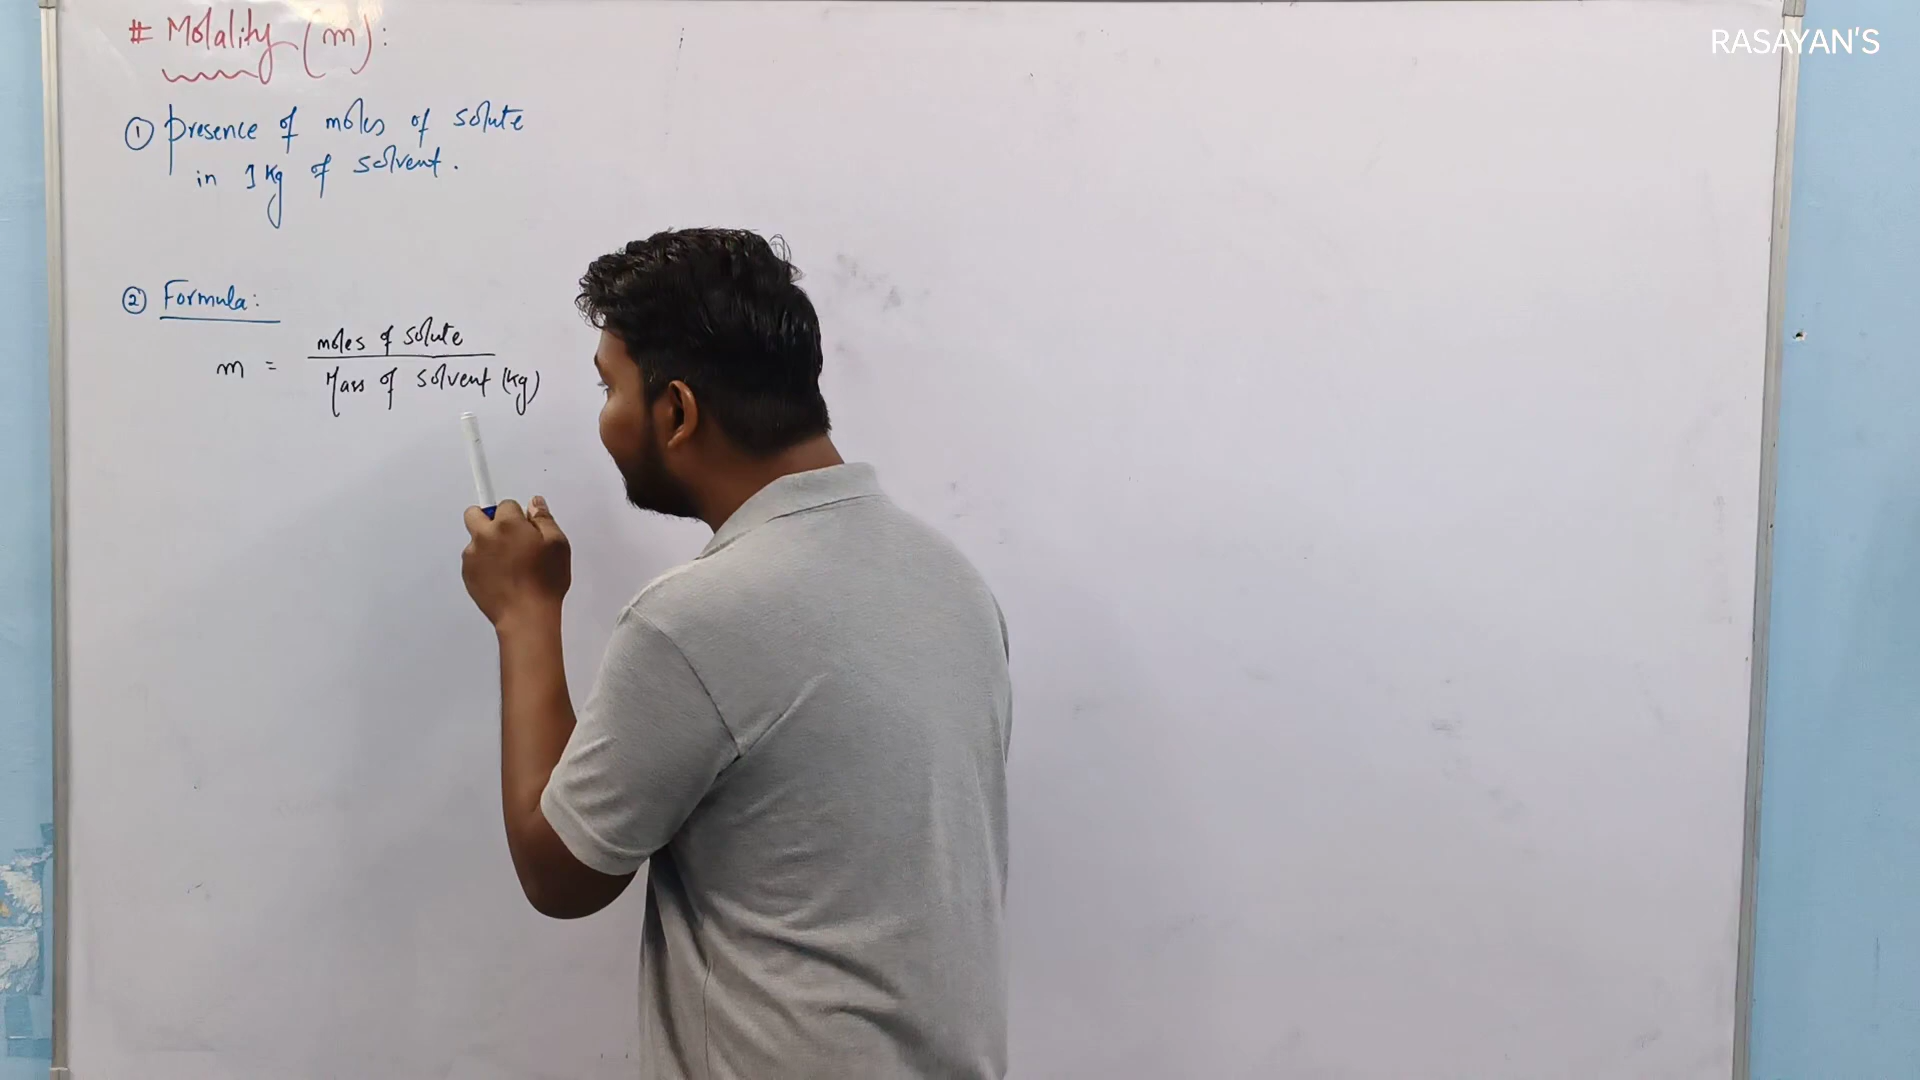 RASAYAN'S
# Molality (m):
① presence of moles of solute
in 1 Kg of solvent.
② Formula:
m = moles of solute
Mass of solvent (Kg)